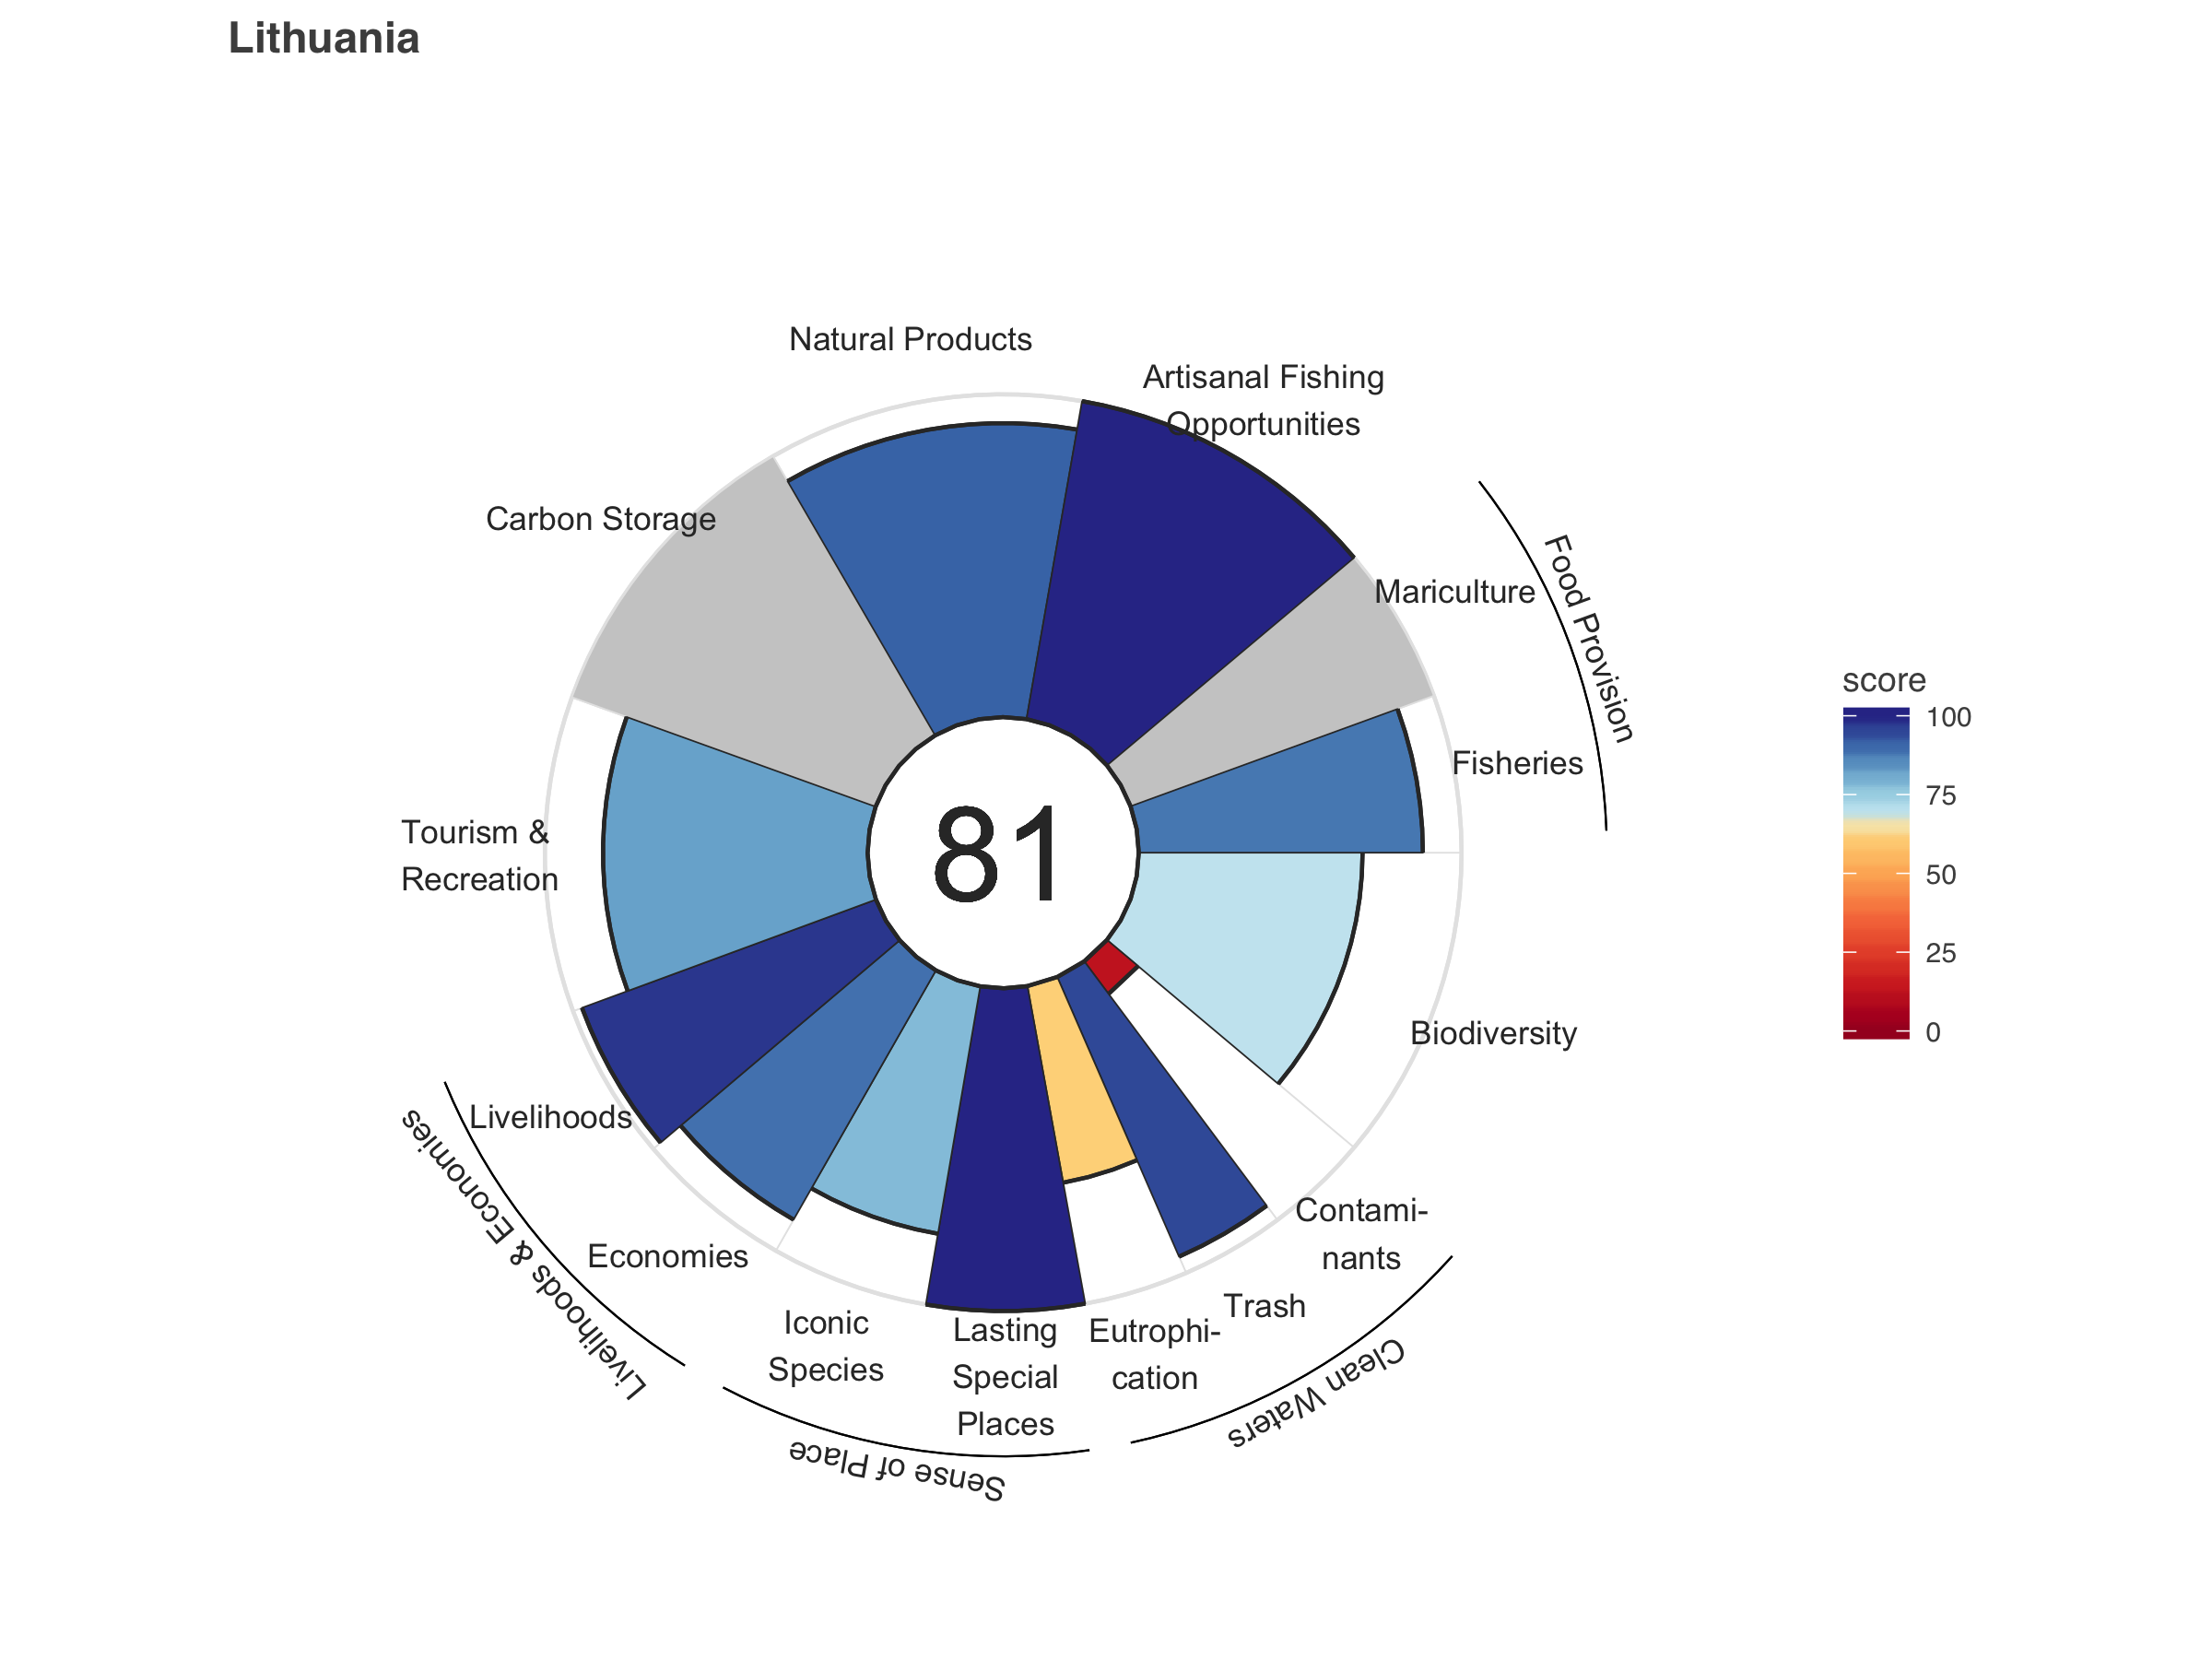 Lithuania
Natural Products
Artisanal Fishing
Opportunities
Carbon Storage
Mariculture
Food Provision
Fisheries
score
100
75
50
25
0
81
Tourism &
Recreation
Biodiversity
Livelihoods
Livelihoods & Economies
Economies
Contami-
nants
Trash
Iconic
Species
Lasting
Special
Places
Eutrophi-
cation
Clean Waters
Sense of Place